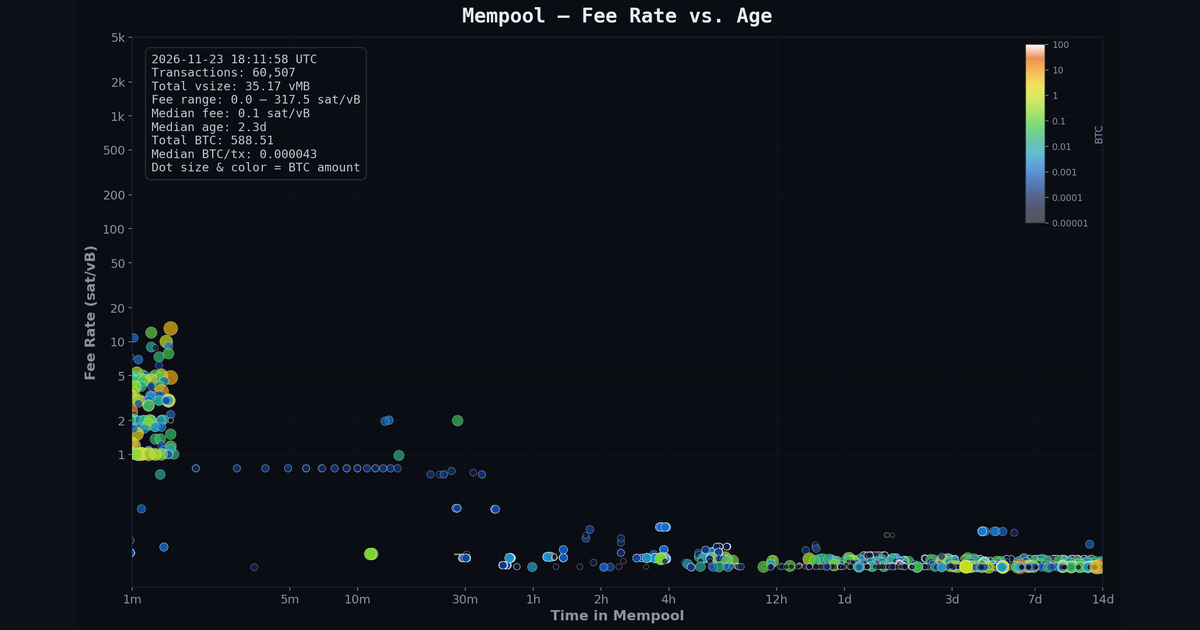 Mempool — Fee Rate vs. Age
2026-11-23 18:11:58 UTC
Transactions: 60,507
Total vsize: 35.17 vMB
Fee range: 0.0 — 317.5 sat/vB
Median fee: 0.1 sat/vB
Median age: 2.3d
Total BTC: 588.51
Median BTC/tx: 0.000043
Dot size & color = BTC amount
Fee Rate (sat/vB)
5k
2k
1k
500
200
100
50
20
10
5
2
1
100
10
1
0.1
0.01
0.001
0.0001
0.00001
BTC
1m 5m 10m 30m 1h 2h 4h 12h 1d 3d 7d 14d
Time in Mempool